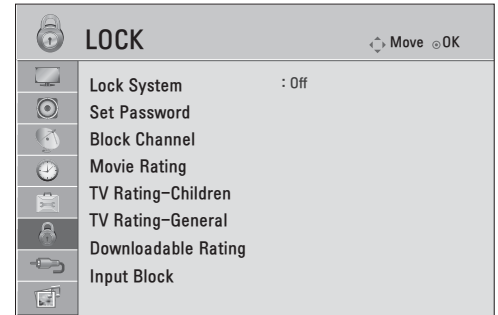 LOCK
Move OK
Lock System : Off
Set Password
Block Channel
Movie Rating
TV Rating-Children
TV Rating-General
Downloadable Rating
Input Block